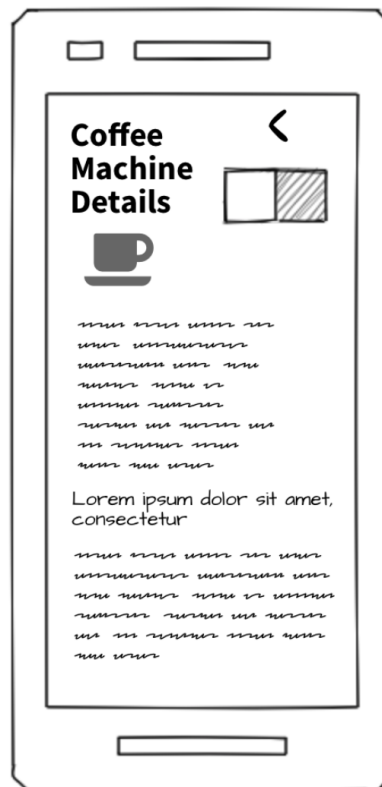 Coffee
Machine
Details
Lorem ipsum dolor sit amet,
consectetur